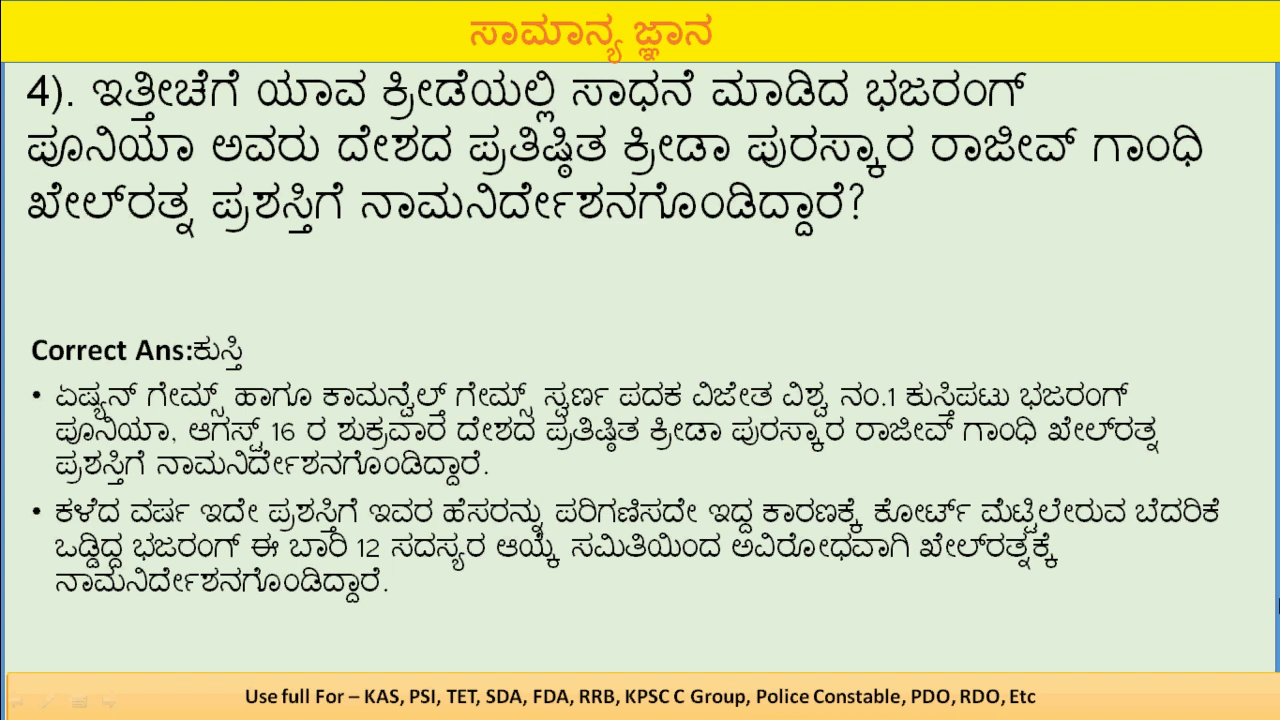 ಸಾಮಾನ್ಯ ಜ್ಞಾನ
4). ಇತ್ತೀಚೆಗೆ ಯಾವ ಕ್ರೀಡೆಯಲ್ಲಿ ಸಾಧನೆ ಮಾಡಿದ ಭಜರಂಗ್
ಪೂನಿಯಾ ಅವರು ದೇಶದ ಪ್ರತಿಷ್ಠಿತ ಕ್ರೀಡಾ ಪುರಸ್ಕಾರ ರಾಜೀವ್ ಗಾಂಧಿ
ಖೇಲ್‌ರತ್ನ ಪ್ರಶಸ್ತಿಗೆ ನಾಮನಿರ್ದೇಶನಗೊಂಡಿದ್ದಾರೆ?
Correct Ans:ಕುಸ್ತಿ
• ಏಷ್ಯನ್ ಗೇಮ್ಸ್ ಹಾಗೂ ಕಾಮನ್ವೆಲ್ತ್ ಗೇಮ್ಸ್ ಸ್ವರ್ಣ ಪದಕ ವಿಜೇತ ವಿಶ್ವ ನಂ.1 ಕುಸ್ತಿಪಟು ಭಜರಂಗ್
ಪೂನಿಯಾ, ಆಗಸ್ಟ್ 16 ರ ಶುಕ್ರವಾರ ದೇಶದ ಪ್ರತಿಷ್ಠಿತ ಕ್ರೀಡಾ ಪುರಸ್ಕಾರ ರಾಜೀವ್ ಗಾಂಧಿ ಖೇಲ್‌ರತ್ನ
ಪ್ರಶಸ್ತಿಗೆ ನಾಮನಿರ್ದೇಶನಗೊಂಡಿದ್ದಾರೆ.
• ಕಳೆದ ವರ್ಷ ಇದೇ ಪ್ರಶಸ್ತಿಗೆ ಇವರ ಹೆಸರನ್ನು ಪರಿಗಣಿಸದೇ ಇದ್ದ ಕಾರಣಕ್ಕೆ ಕೋರ್ಟ್ ಮೆಟ್ಟಿಲೇರುವ ಬೆದರಿಕೆ
ಒಡ್ಡಿದ್ದ ಭಜರಂಗ್ ಈ ಬಾರಿ 12 ಸದಸ್ಯರ ಆಯ್ಕೆ ಸಮಿತಿಯಿಂದ ಅವಿರೋಧವಾಗಿ ಖೇಲ್‌ರತ್ನಕ್ಕೆ
ನಾಮನಿರ್ದೇಶನಗೊಂಡಿದ್ದಾರೆ.
Use full For – KAS, PSI, TET, SDA, FDA, RRB, KPSC C Group, Police Constable, PDO, RDO, Etc